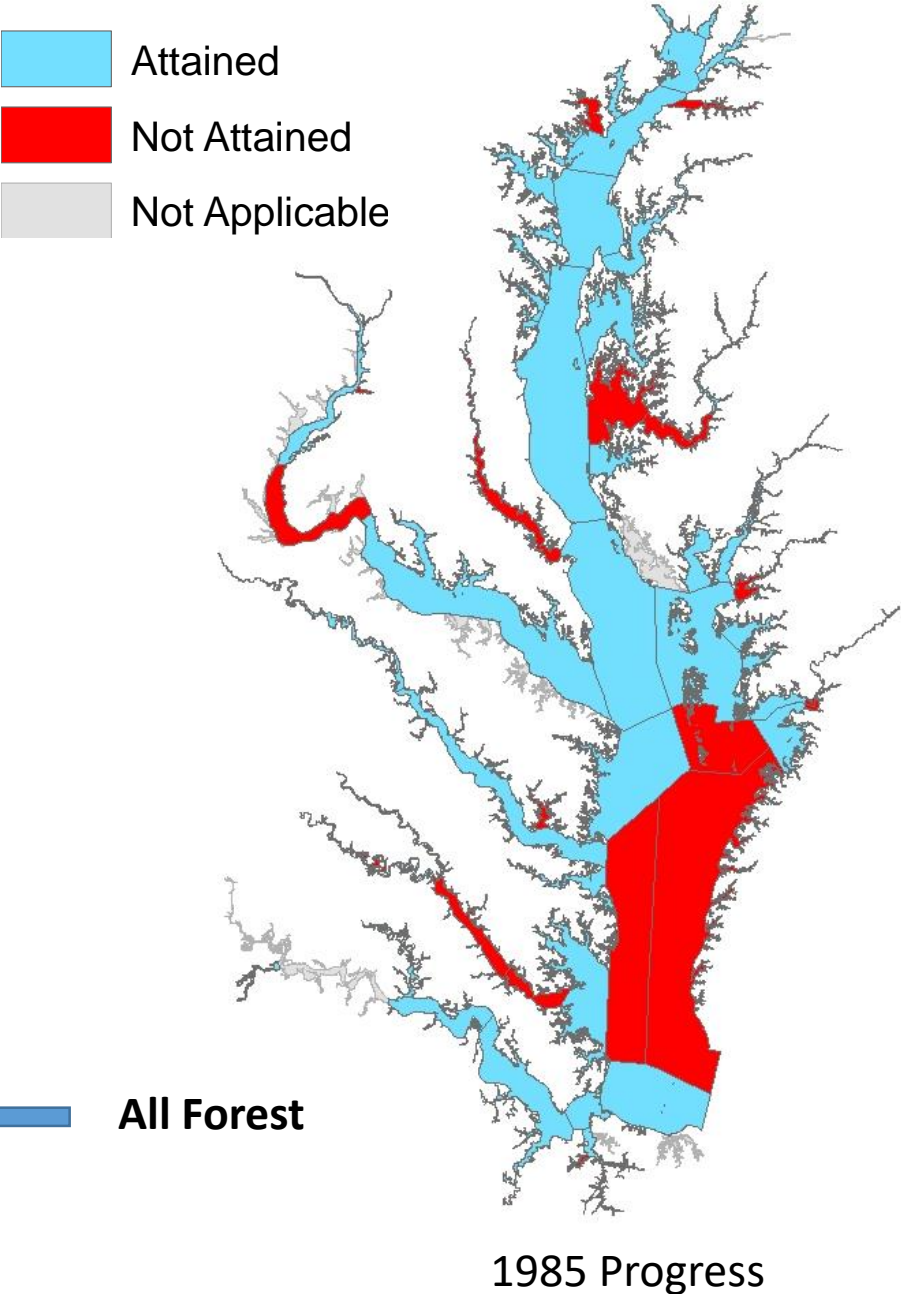 Attained
Not Attained
Not Applicable
All Forest
1985 Progress